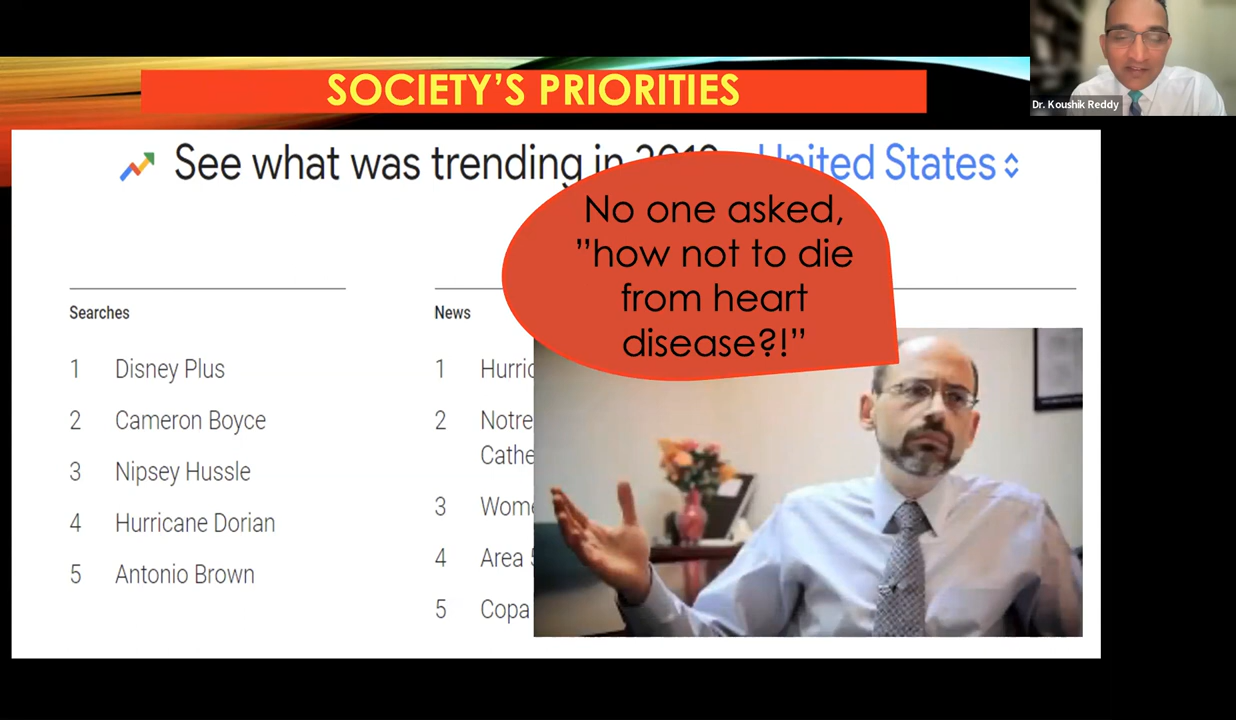 SOCIETY'S PRIORITIES
Dr. Koushik Reddy
See what was trending in United States
No one asked,
"how not to die
from heart
disease?!"
Searches
1 Disney Plus
2 Cameron Boyce
3 Nipsey Hussle
4 Hurricane Dorian
5 Antonio Brown
News
1
2 Notre
3
4 Area
5 Copa